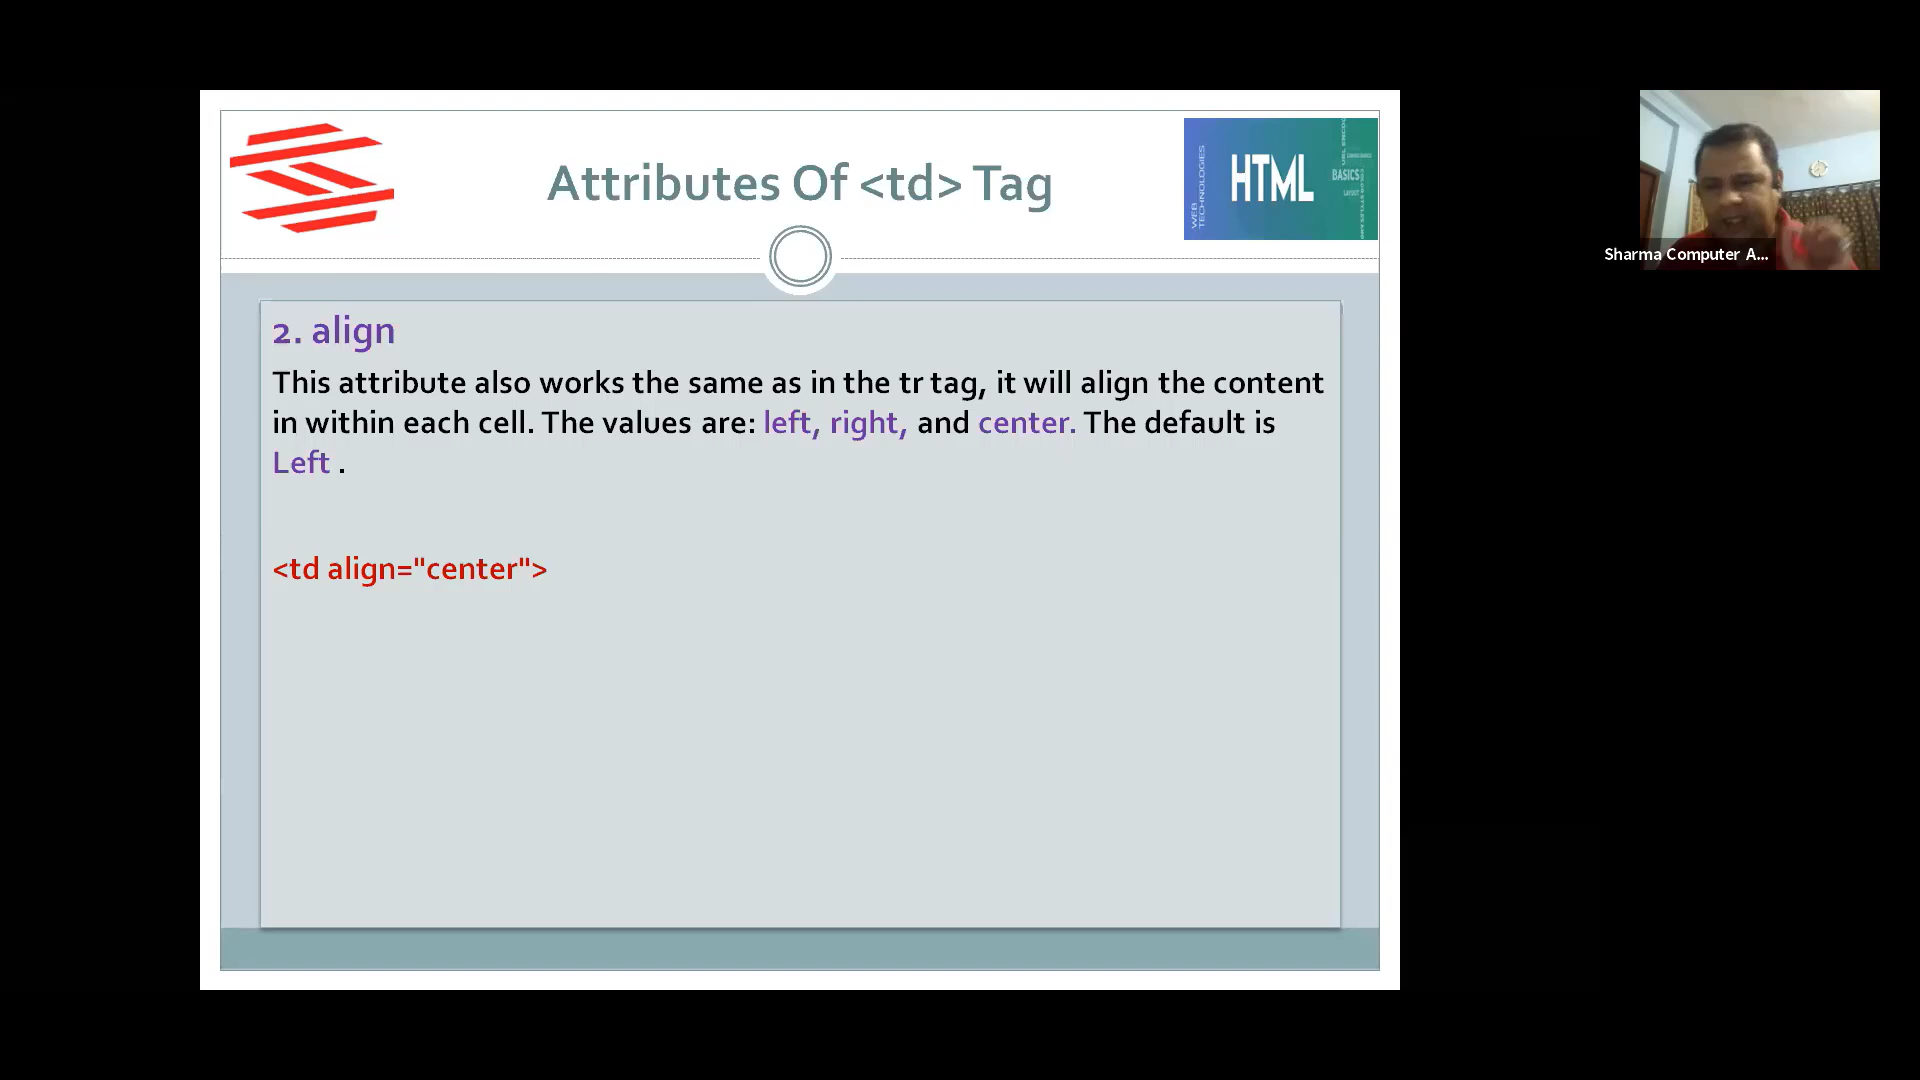 Attributes Of <td> Tag
WEB
TECHNOLOGIES
HTML
BASICS
2. align
This attribute also works the same as in the tr tag, it will align the content
in within each cell. The values are: left, right, and center. The default is
Left .
<td align="center">
Sharma Computer A...